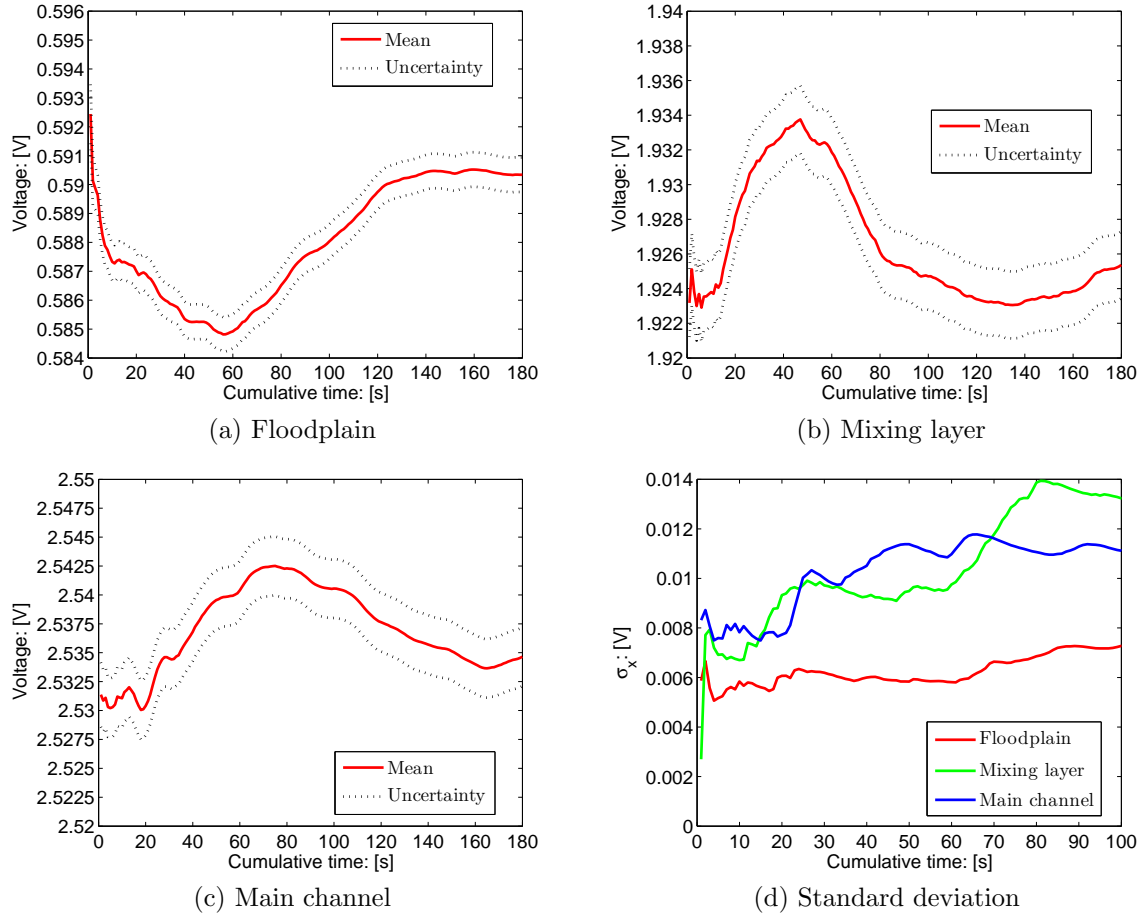 0.596
0.595
0.594
0.593
0.592
0.591
0.59
0.589
0.588
0.587
0.586
0.585
0.584
Voltage: [V]
Mean
Uncertainty
0 20 40 60 80 100 120 140 160 180
Cumulative time: [s]
(a) Floodplain
1.94
1.938
1.936
1.934
1.932
1.93
1.928
1.926
1.924
1.922
1.92
Voltage: [V]
Mean
Uncertainty
0 20 40 60 80 100 120 140 160 180
Cumulative time: [s]
(b) Mixing layer
2.55
2.5475
2.545
2.5425
2.54
2.5375
2.535
2.5325
2.53
2.5275
2.525
2.5225
2.52
Voltage: [V]
Mean
Uncertainty
0 20 40 60 80 100 120 140 160 180
Cumulative time: [s]
(c) Main channel
0.014
0.012
0.01
0.008
0.006
0.004
0.002
0
σx: [V]
Floodplain
Mixing layer
Main channel
0 10 20 30 40 50 60 70 80 90 100
Cumulative time: [s]
(d) Standard deviation